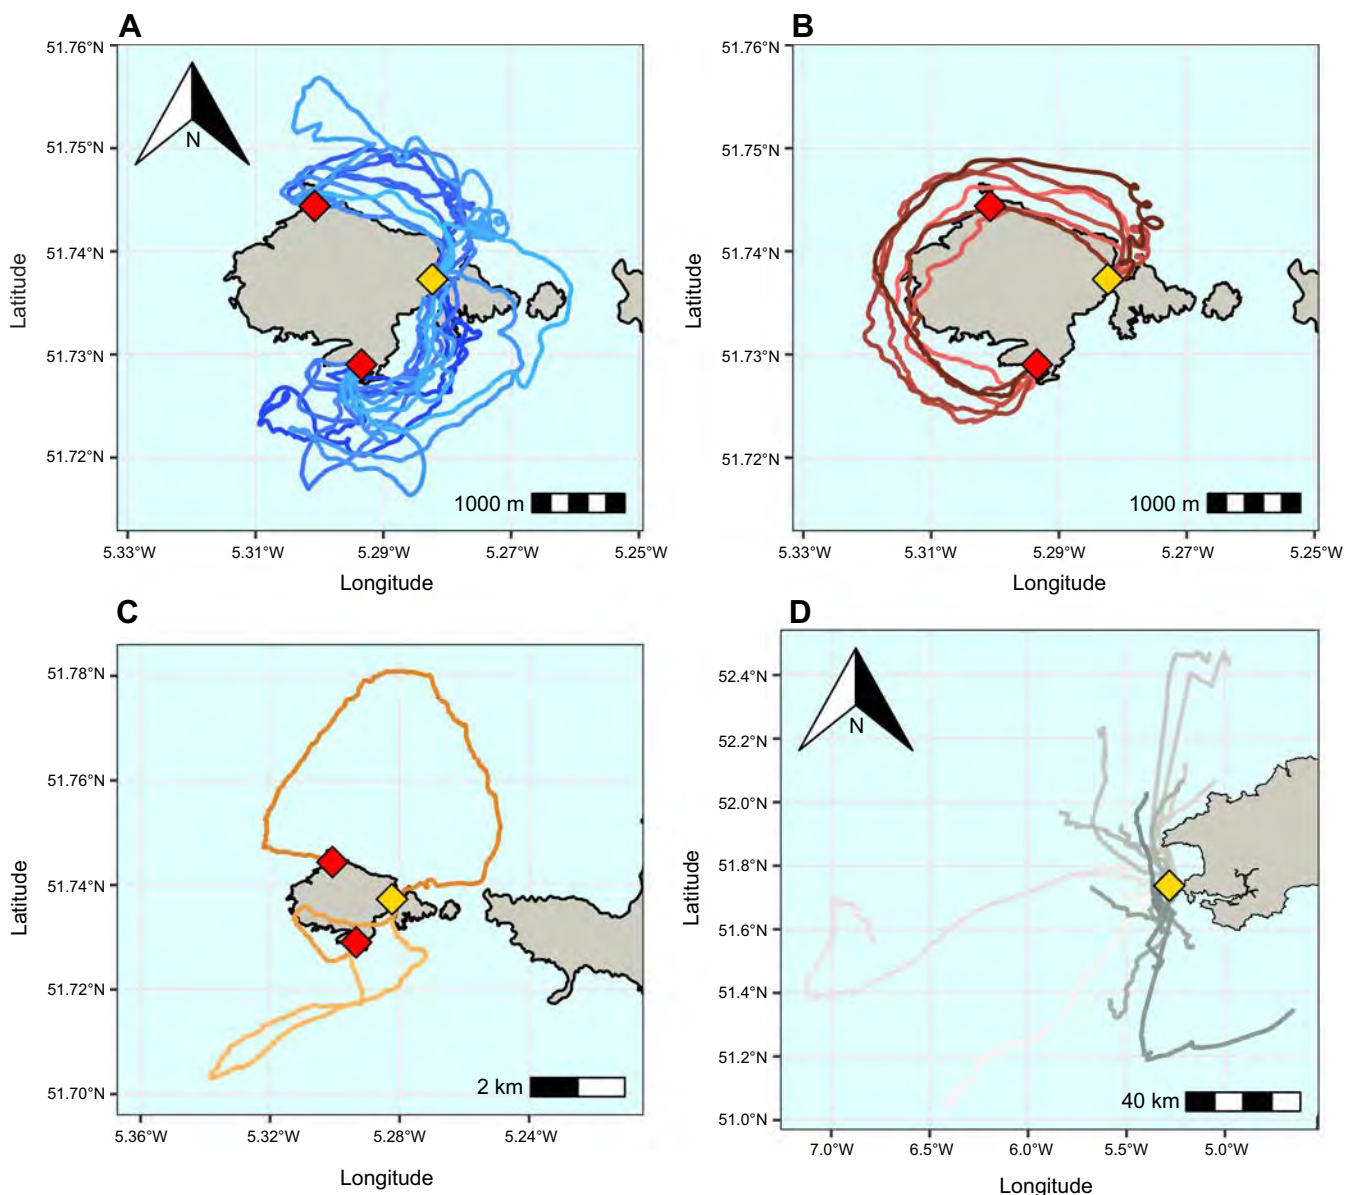 A
B
51.76°N
51.75°N
51.74°N
51.73°N
51.72°N
Latitude
N
1000 m
5.33°W
5.31°W
5.29°W
5.27°W
5.25°W
Longitude
51.76°N
51.75°N
51.74°N
51.73°N
51.72°N
Latitude
1000 m
5.33°W
5.31°W
5.29°W
5.27°W
5.25°W
Longitude
C
D
51.78°N
51.76°N
51.74°N
51.72°N
51.70°N
Latitude
2 km
5.36°W
5.32°W
5.28°W
5.24°W
Longitude
52.4°N
52.2°N
52.0°N
51.8°N
51.6°N
51.4°N
51.2°N
51.0°N
Latitude
N
40 km
7.0°W
6.5°W
6.0°W
5.5°W
5.0°W
Longitude